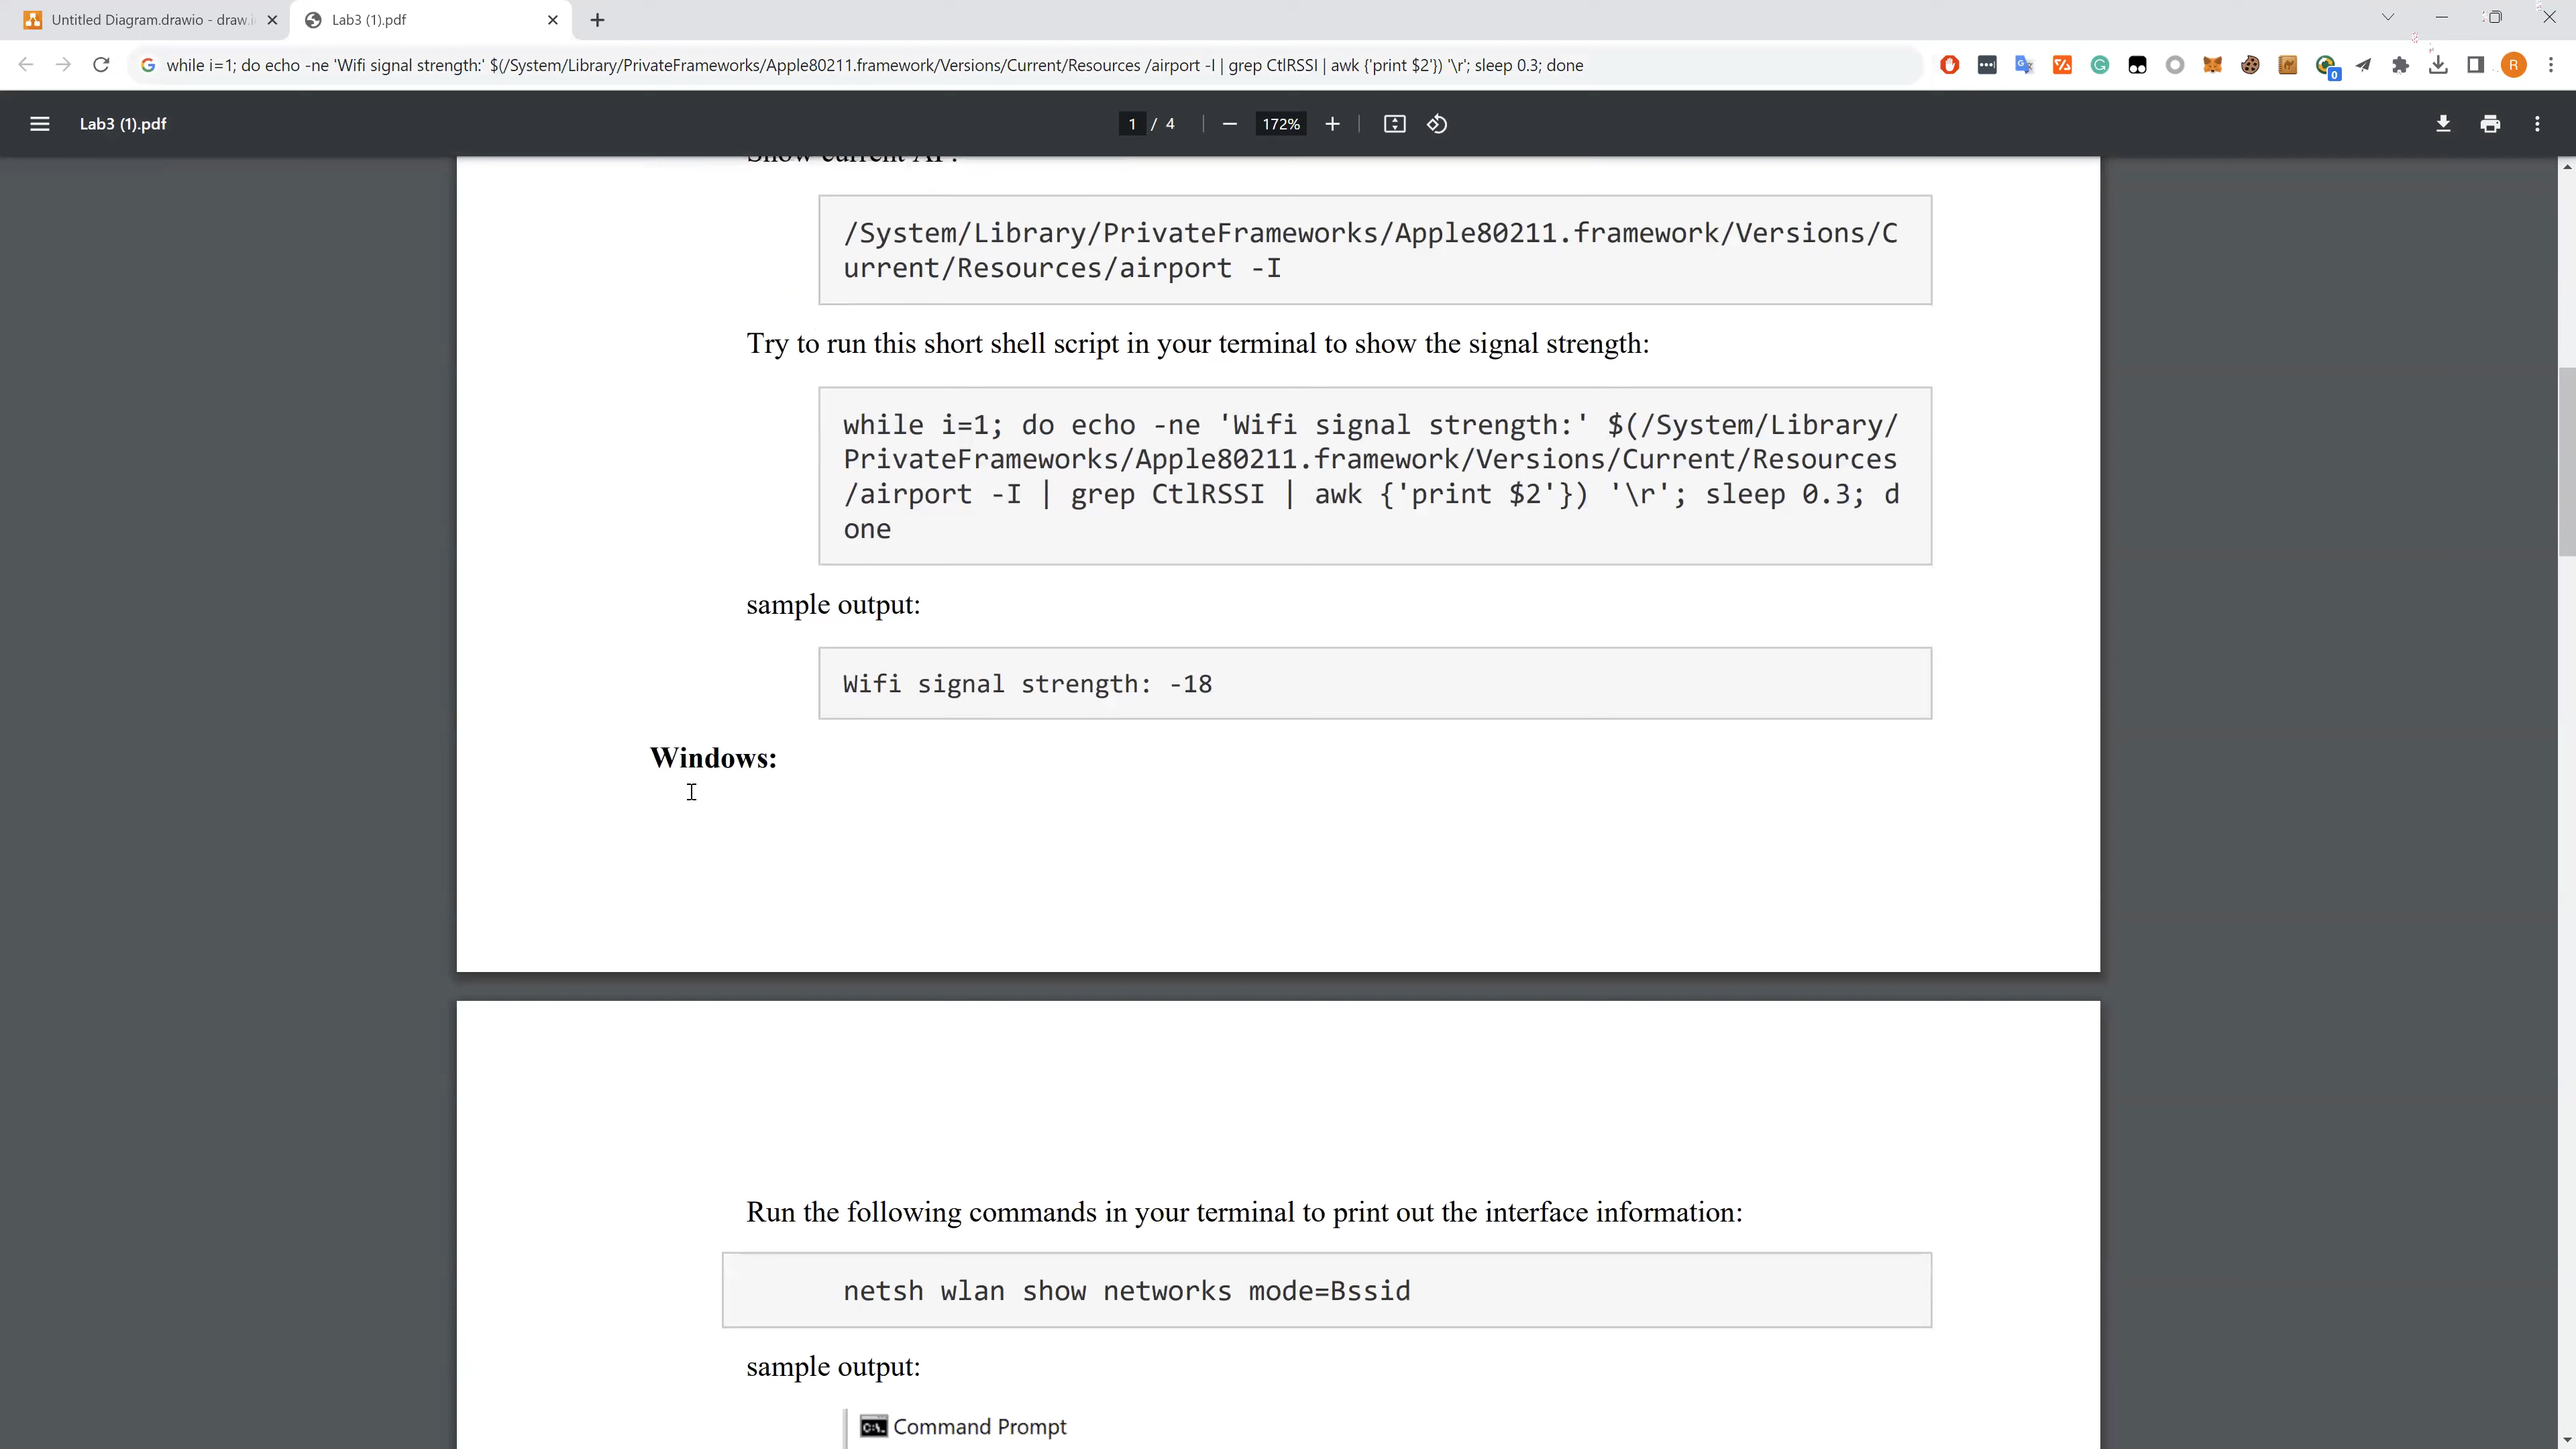 Untitled Diagram.drawio - draw.i
Lab3 (1).pdf
while i=1; do echo -ne 'Wifi signal strength:' $(/System/Library/PrivateFrameworks/Apple80211.framework/Versions/Current/Resources /airport -I | grep CtlRSSI | awk {'print $2'}) '\r'; sleep 0.3; done
0
R
Lab3 (1).pdf
1 / 4
172%
Show current AP:
/System/Library/PrivateFrameworks/Apple80211.framework/Versions/C
urrent/Resources/airport -I
Try to run this short shell script in your terminal to show the signal strength:
while i=1; do echo -ne 'Wifi signal strength:' $(/System/Library/
PrivateFrameworks/Apple80211.framework/Versions/Current/Resources
/airport -I | grep CtlRSSI | awk {'print $2'}) '\r'; sleep 0.3; d
one
sample output:
Wifi signal strength: -18
Windows:
Run the following commands in your terminal to print out the interface information:
netsh wlan show networks mode=Bssid
sample output:
Command Prompt